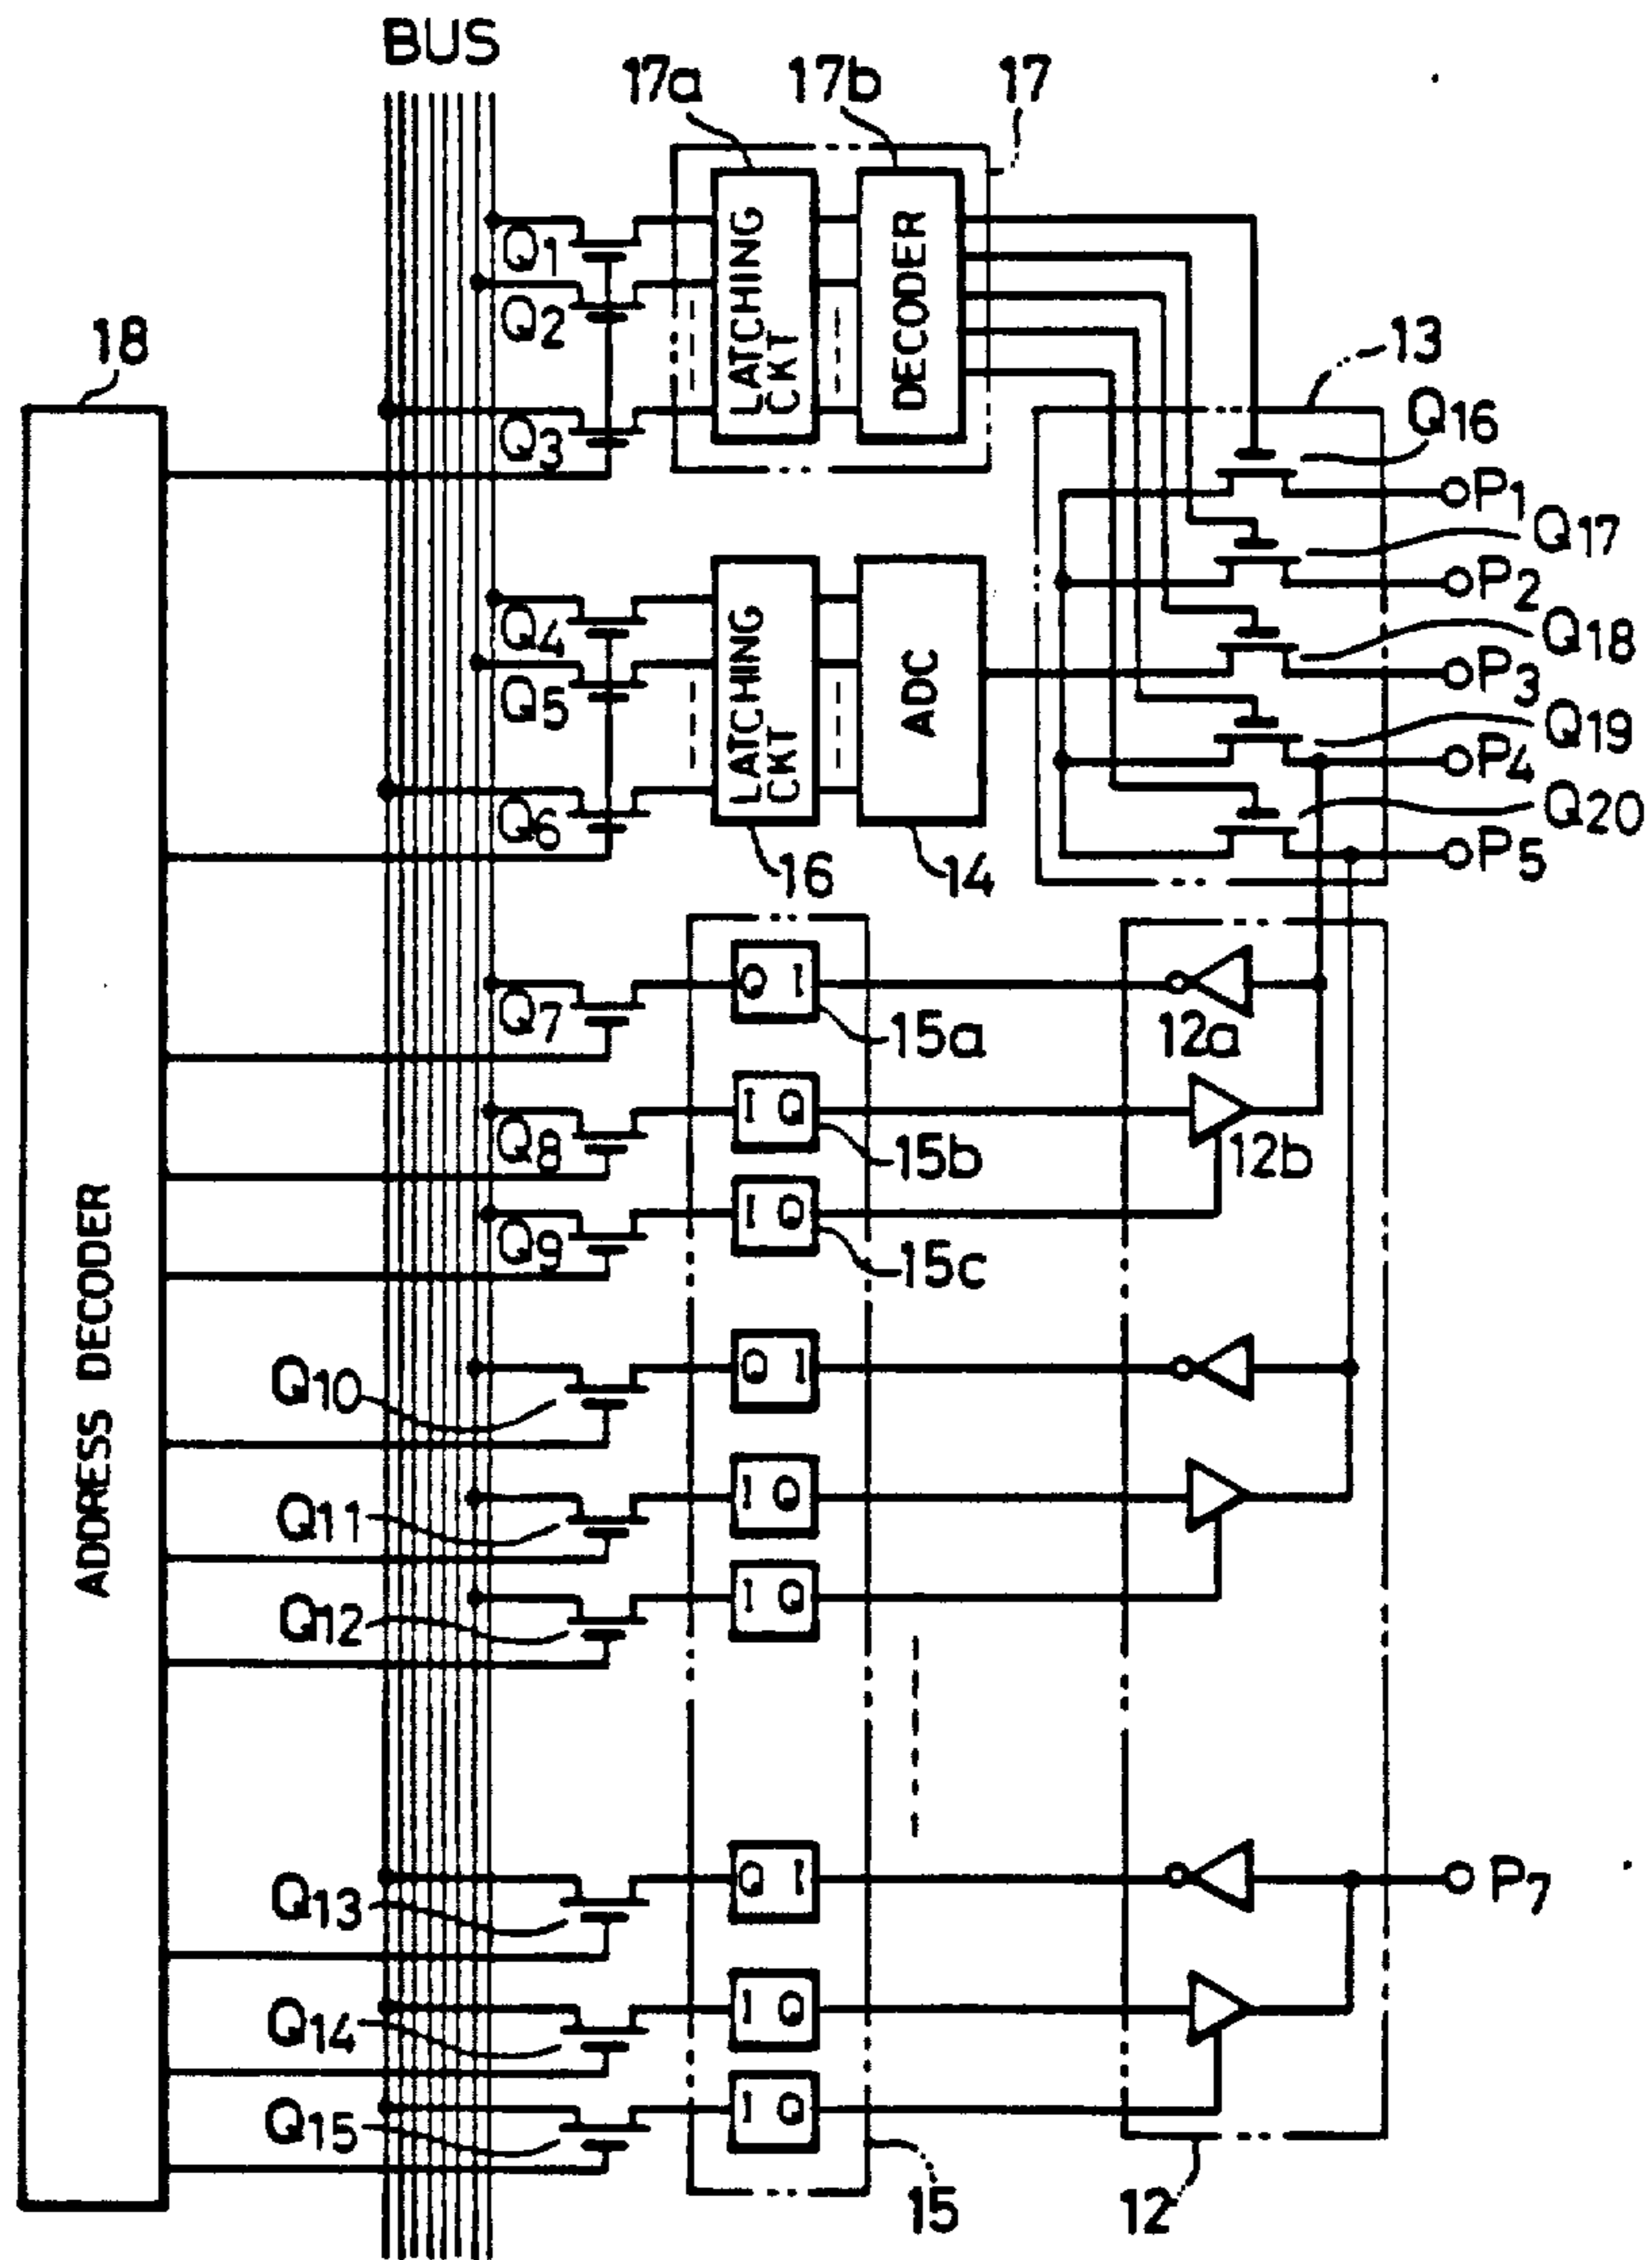 BUS
17a
17b
17
Q1
Q2
Q3
LATCHING CKT
DECODER
18
13
Q16
P1
Q17
P2
Q18
P3
Q19
P4
Q20
P5
Q4
Q5
Q6
LATCHING CKT
ADC
16
14
Q7
Q I
15a
12a
Q8
I Q
15b
12b
Q9
I Q
15c
ADDRESS DECODER
Q10
Q I
Q11
I Q
Q12
I Q
Q13
Q I
P7
Q14
I Q
Q15
I Q
15
12